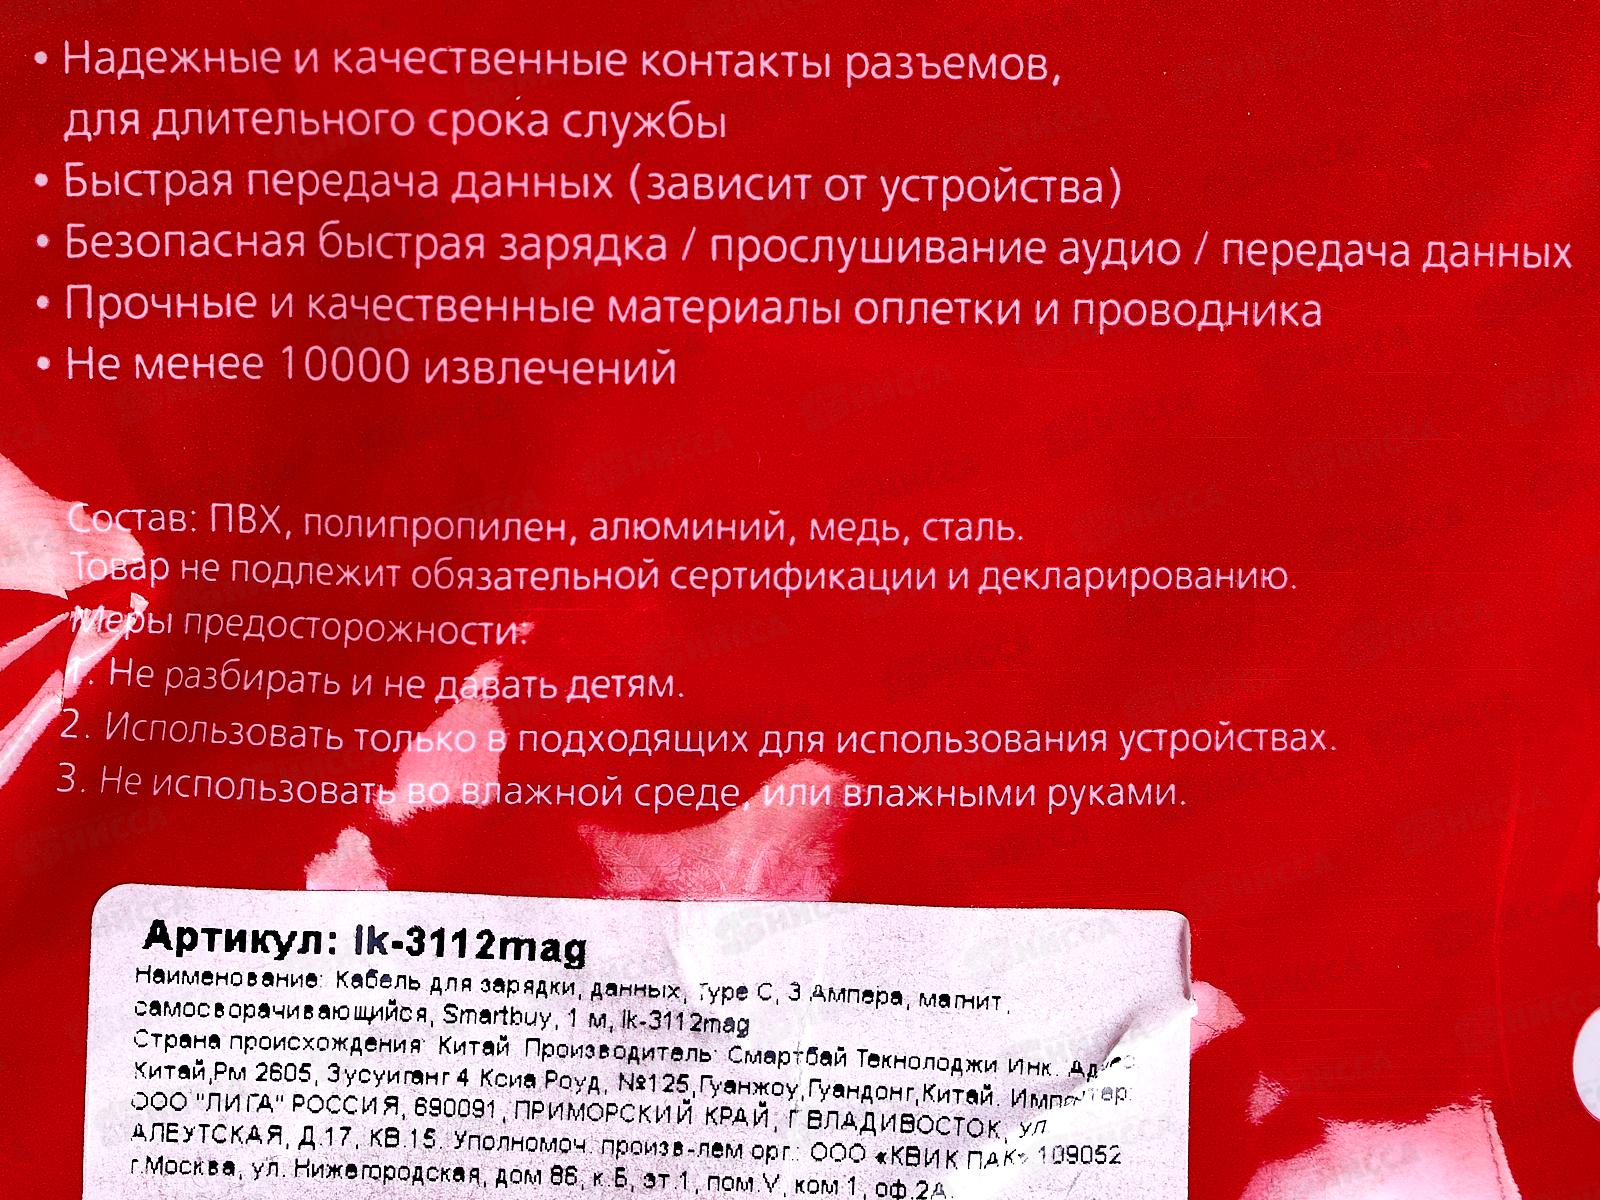 • Надежные и качественные контакты разъемов,
для длительного срока службы
• Быстрая передача данных (зависит от устройства)
• Безопасная быстрая зарядка / прослушивание аудио / передача данных
• Прочные и качественные материалы оплетки и проводника
• Не менее 10000 извлечений
Состав: ПВХ, полипропилен, алюминий, медь, сталь.
Товар не подлежит обязательной сертификации и декларированию.
Меры предосторожности:
1. Не разбирать и не давать детям.
2. Использовать только в подходящих для использования устройствах.
3. Не использовать во влажной среде, или влажными руками.
Артикул: Ik-3112mag
Наименование: Кабель для зарядки, данных, Type C, 3 Ампера, магнит,
самосворачивающийся, Smartbuy, 1 м, Ik-3112mag
Страна происхождения: Китай Производитель: Смартбай Текнолоджи Инк.
Китай,Рм 2605, Зусуиганг 4 Ксиа Роуд, №125,Гуанжоу,Гуандонг,Китай.
ООО "ЛИГА" РОССИЯ, 690091, ПРИМОРСКИЙ КРАЙ, Г ВЛАДИВОСТОК, УЛ
АЛЕУТСКАЯ, Д.17, КВ.15. Уполномоч. произв-лем орг.: ООО «КВИК ПАК» 109052
г.Москва, ул. Нижегородская, дом 86, к.Б, эт.1, пом.V, ком 1, оф.2А.